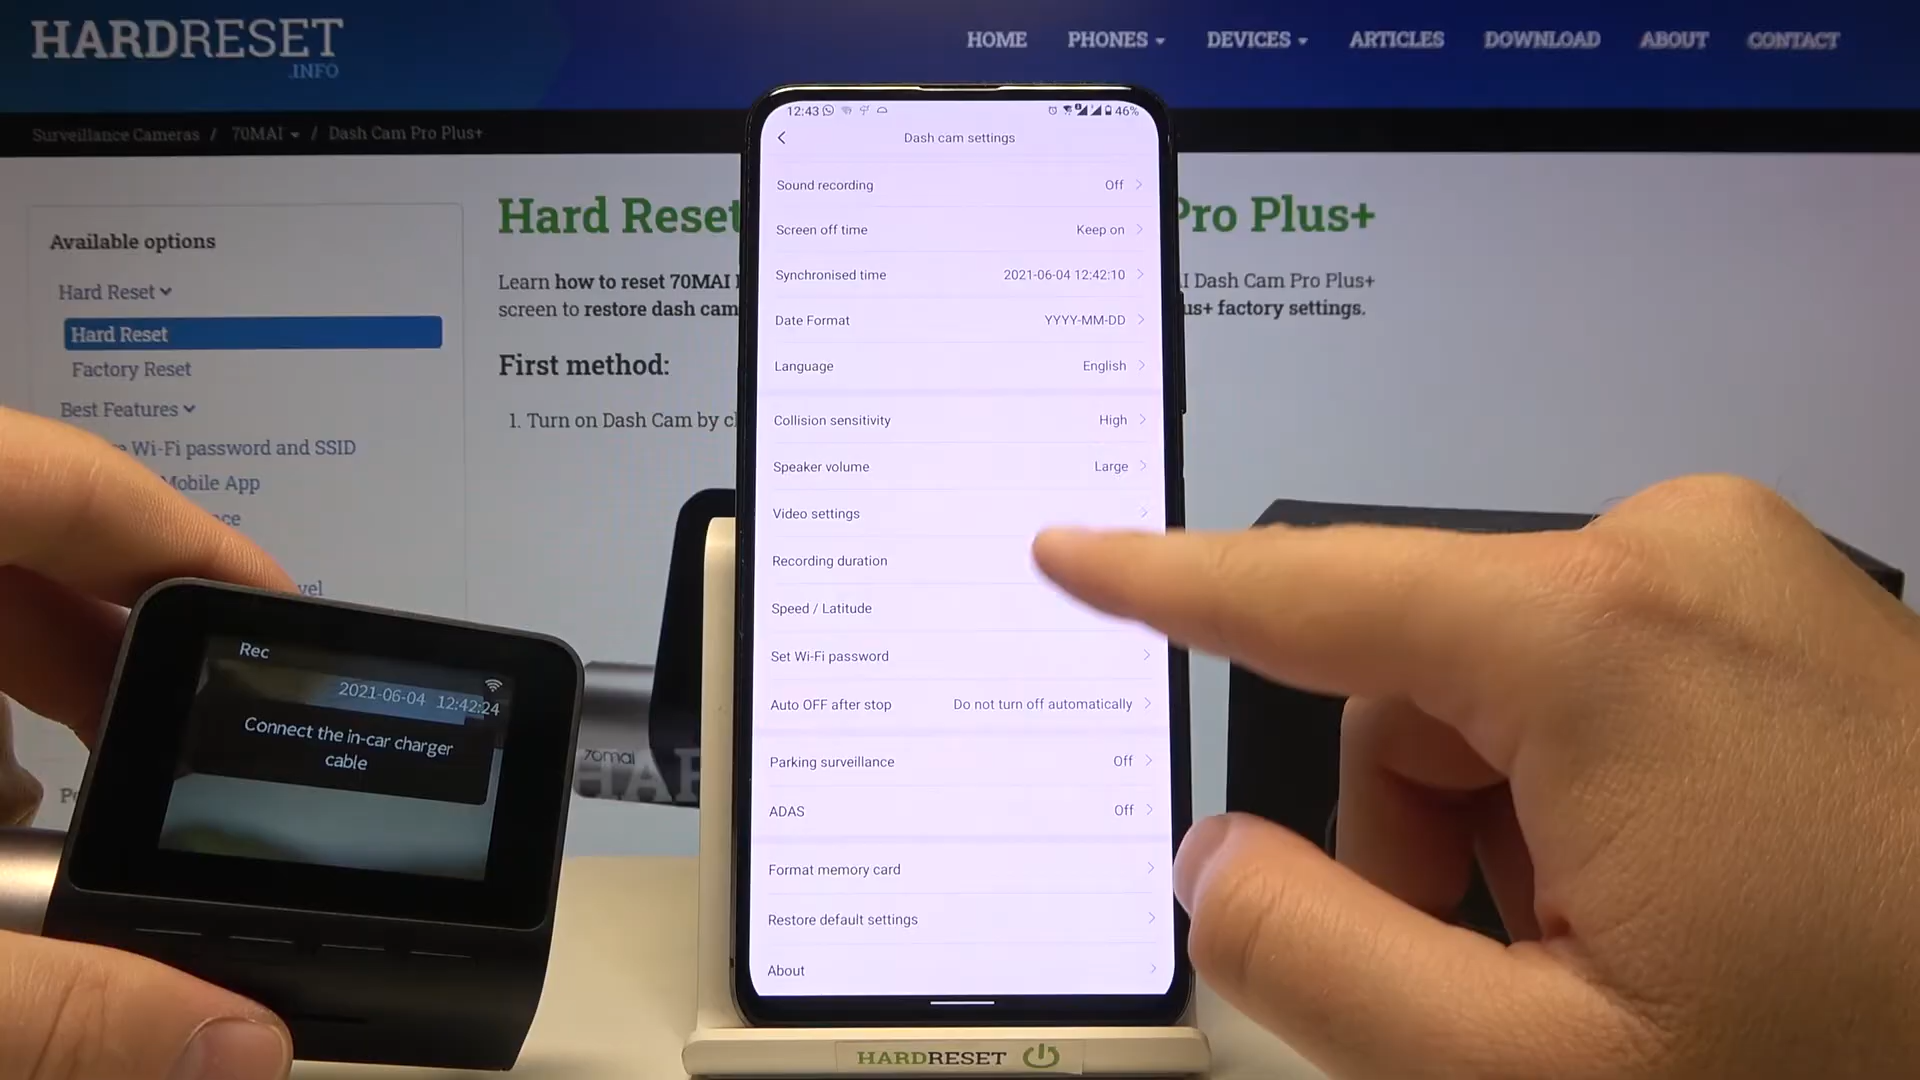 HARDRESET
.INFO
HOME PHONES DEVICES ARTICLES DOWNLOAD ABOUT CONTACT
Surveillance Cameras / 70MAI / Dash Cam Pro Plus+
Available options
Hard Reset
Hard Reset
Factory Reset
Best Features
Wi-Fi password and SSID
Mobile App
Hard Reset Pro Plus+
Learn how to reset 70MAI I Dash Cam Pro Plus+
screen to restore dash cam us+ factory settings.
First method:
1. Turn on Dash Cam by cl
12:43 46%
Dash cam settings
Sound recording Off
Screen off time Keep on
Synchronised time 2021-06-04 12:42:10
Date Format YYYY-MM-DD
Language English
Collision sensitivity High
Speaker volume Large
Video settings
Recording duration
Speed / Latitude
Set Wi-Fi password
Auto OFF after stop Do not turn off automatically
Parking surveillance Off
ADAS Off
Format memory card
Restore default settings
About
Rec
2021-06-04 12:42:24
Connect the in-car charger
cable
70mai
HARDRESET